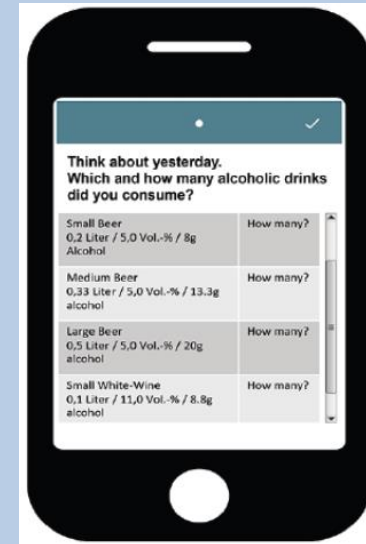 Think about yesterday.
Which and how many alcoholic drinks
did you consume?
Small Beer
How many?
0,2 Liter / 5,0 Vol.-% / 8g
Alcohol
Medium Beer
How many?
0,33 Liter / 5,0 Vol.-% / 13.3g
alcohol
Large Beer
How many?
0,5 Liter / 5,0 Vol.-% / 20g
alcohol
Small White-Wine
How many?
0,1 Liter / 11,0 Vol.-% / 8.8g
alcohol